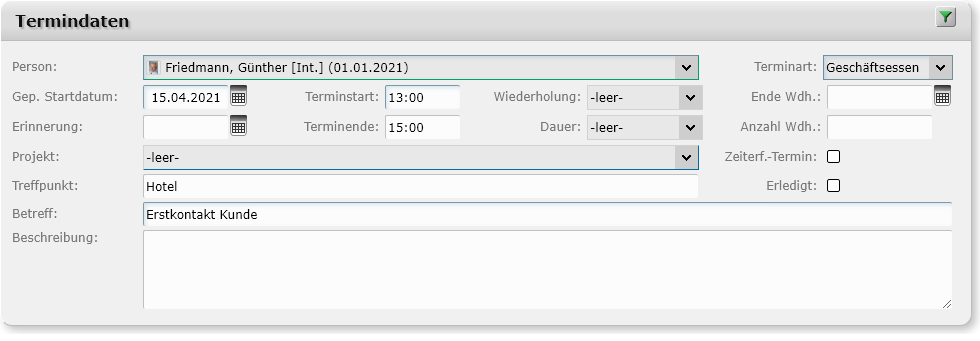 Termindaten
Person: Friedmann, Günther [Int.] (01.01.2021) Terminart: Geschäftsessen
Gep. Startdatum: 15.04.2021 Terminstart: 13:00 Wiederholung: -leer- Ende Wdh.:
Erinnerung: Terminende: 15:00 Dauer: -leer- Anzahl Wdh.:
Projekt: -leer- Zeiterf.-Termin:
Treffpunkt: Hotel Erledigt:
Betreff: Erstkontakt Kunde
Beschreibung: